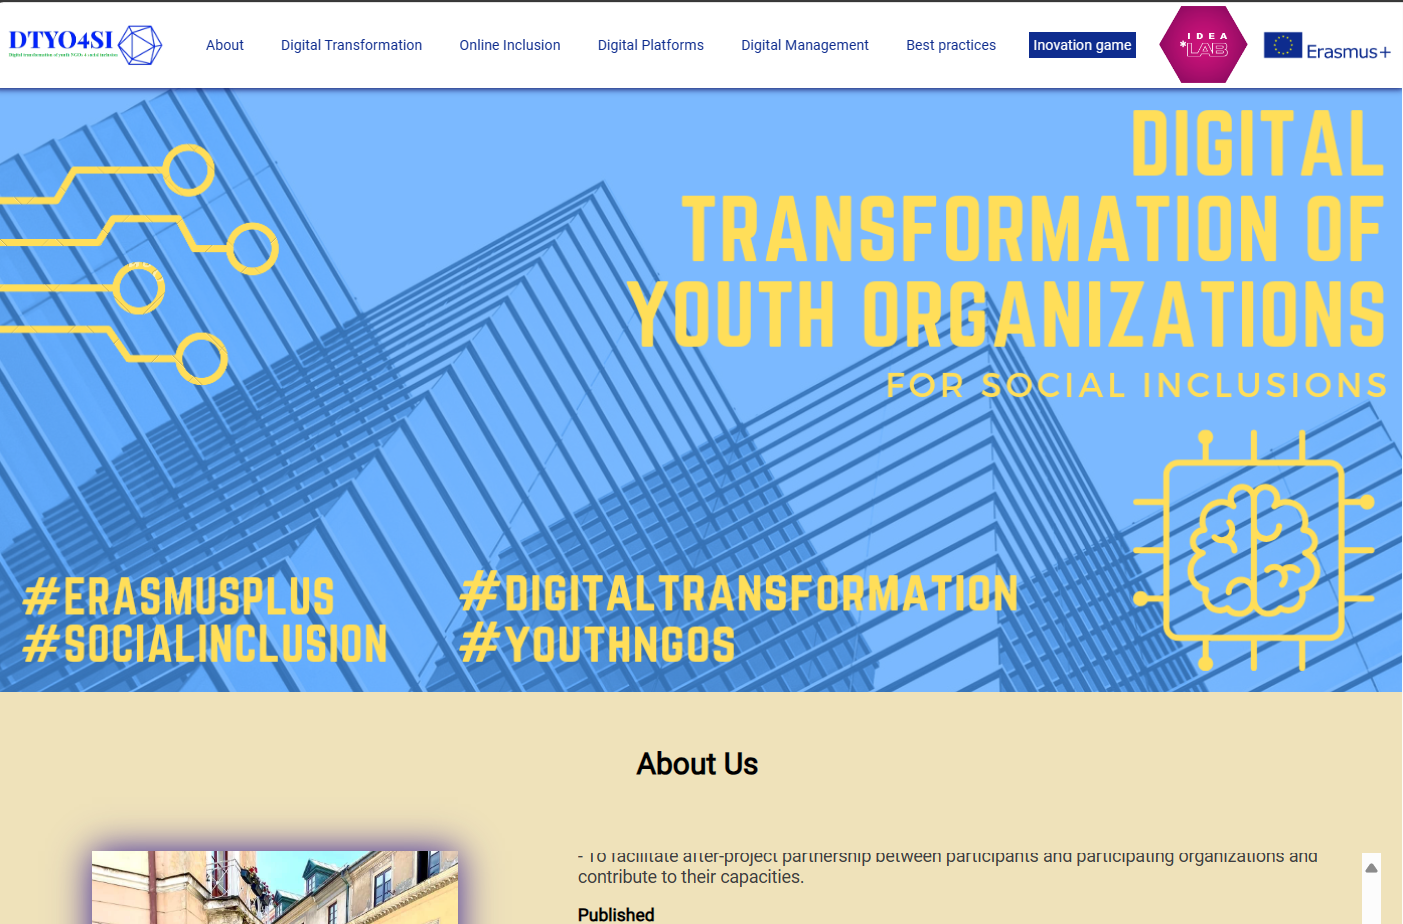 DTYO4SI
Digital transformation of youth NGOs 4 social inclusion
About
Digital Transformation
Online Inclusion
Digital Platforms
Digital Management
Best practices
Inovation game
IDEA
*LAB
Erasmus+
DIGITAL
TRANSFORMATION OF
YOUTH ORGANIZATIONS
FOR SOCIAL INCLUSIONS
#ERASMUSPLUS
#SOCIALINCLUSION
#DIGITALTRANSFORMATION
#YOUTHNGOS
About Us
- To facilitate after-project partnership between participants and participating organizations and
contribute to their capacities.
Published